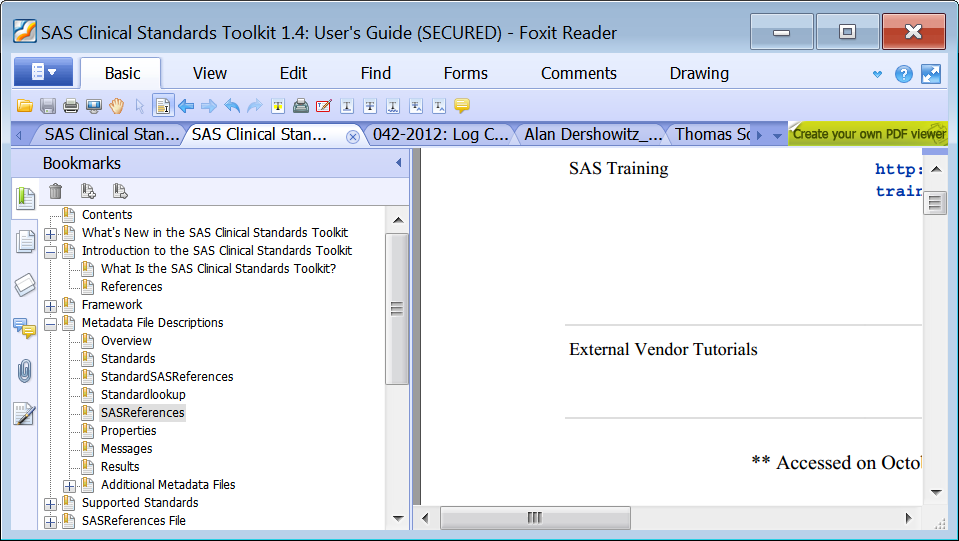 SAS Clinical Standards Toolkit 1.4: User's Guide (SECURED) - Foxit Reader
Basic View Edit Find Forms Comments Drawing
SAS Clinical Stan... SAS Clinical Stan... 042-2012: Log C... Alan Dershowitz_... Thomas So Create your own PDF viewer
Bookmarks
Contents
What's New in the SAS Clinical Standards Toolkit
Introduction to the SAS Clinical Standards Toolkit
What Is the SAS Clinical Standards Toolkit?
References
Framework
Metadata File Descriptions
Overview
Standards
StandardSASReferences
Standardlookup
SASReferences
Properties
Messages
Results
Additional Metadata Files
Supported Standards
SASReferences File
SAS Training http:
train
External Vendor Tutorials
** Accessed on Octo